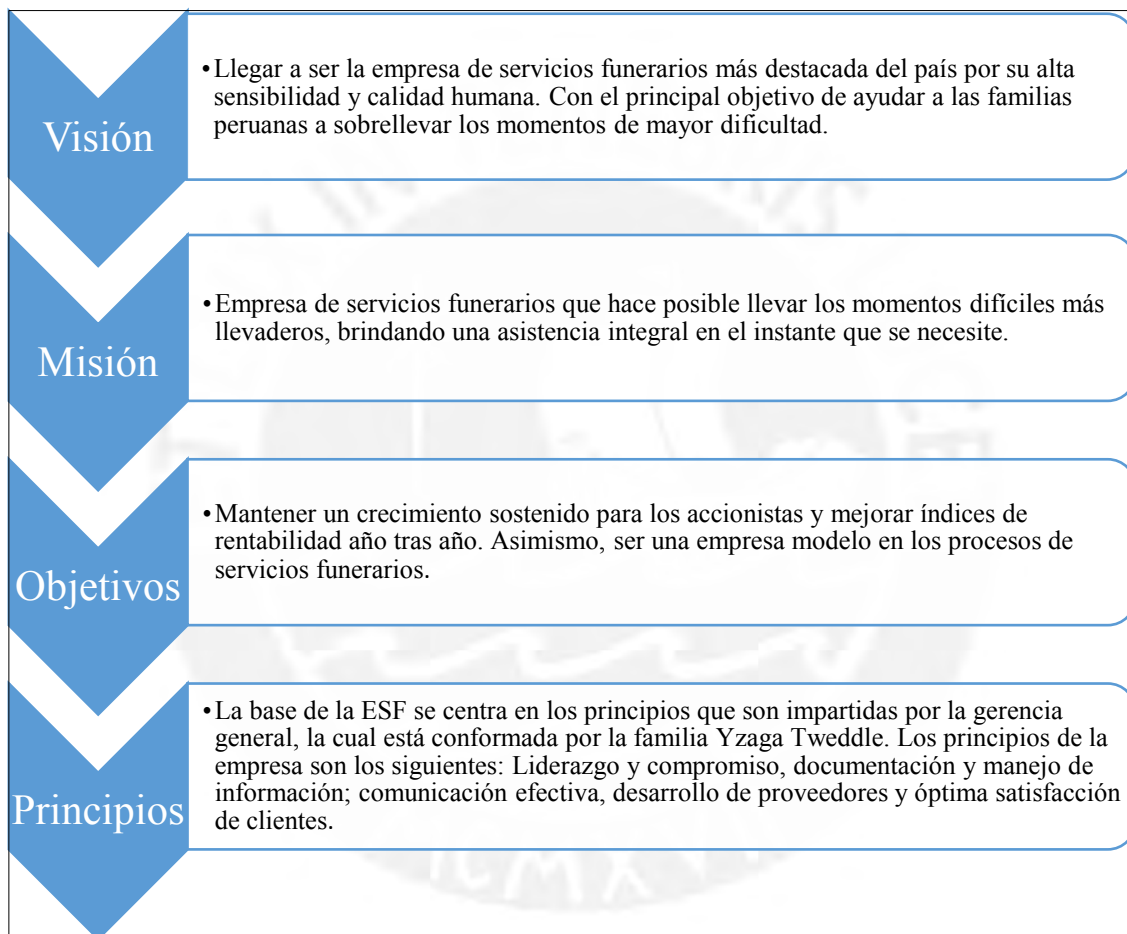 Visión
•Llegar a ser la empresa de servicios funerarios más destacada del país por su alta
sensibilidad y calidad humana. Con el principal objetivo de ayudar a las familias
peruanas a sobrellevar los momentos de mayor dificultad.
Misión
•Empresa de servicios funerarios que hace posible llevar los momentos difíciles más
llevaderos, brindando una asistencia integral en el instante que se necesite.
Objetivos
•Mantener un crecimiento sostenido para los accionistas y mejorar índices de
rentabilidad año tras año. Asimismo, ser una empresa modelo en los procesos de
servicios funerarios.
Principios
•La base de la ESF se centra en los principios que son impartidas por la gerencia
general, la cual está conformada por la familia Yzaga Tweddle. Los principios de la
empresa son los siguientes: Liderazgo y compromiso, documentación y manejo de
información; comunicación efectiva, desarrollo de proveedores y óptima satisfacción
de clientes.